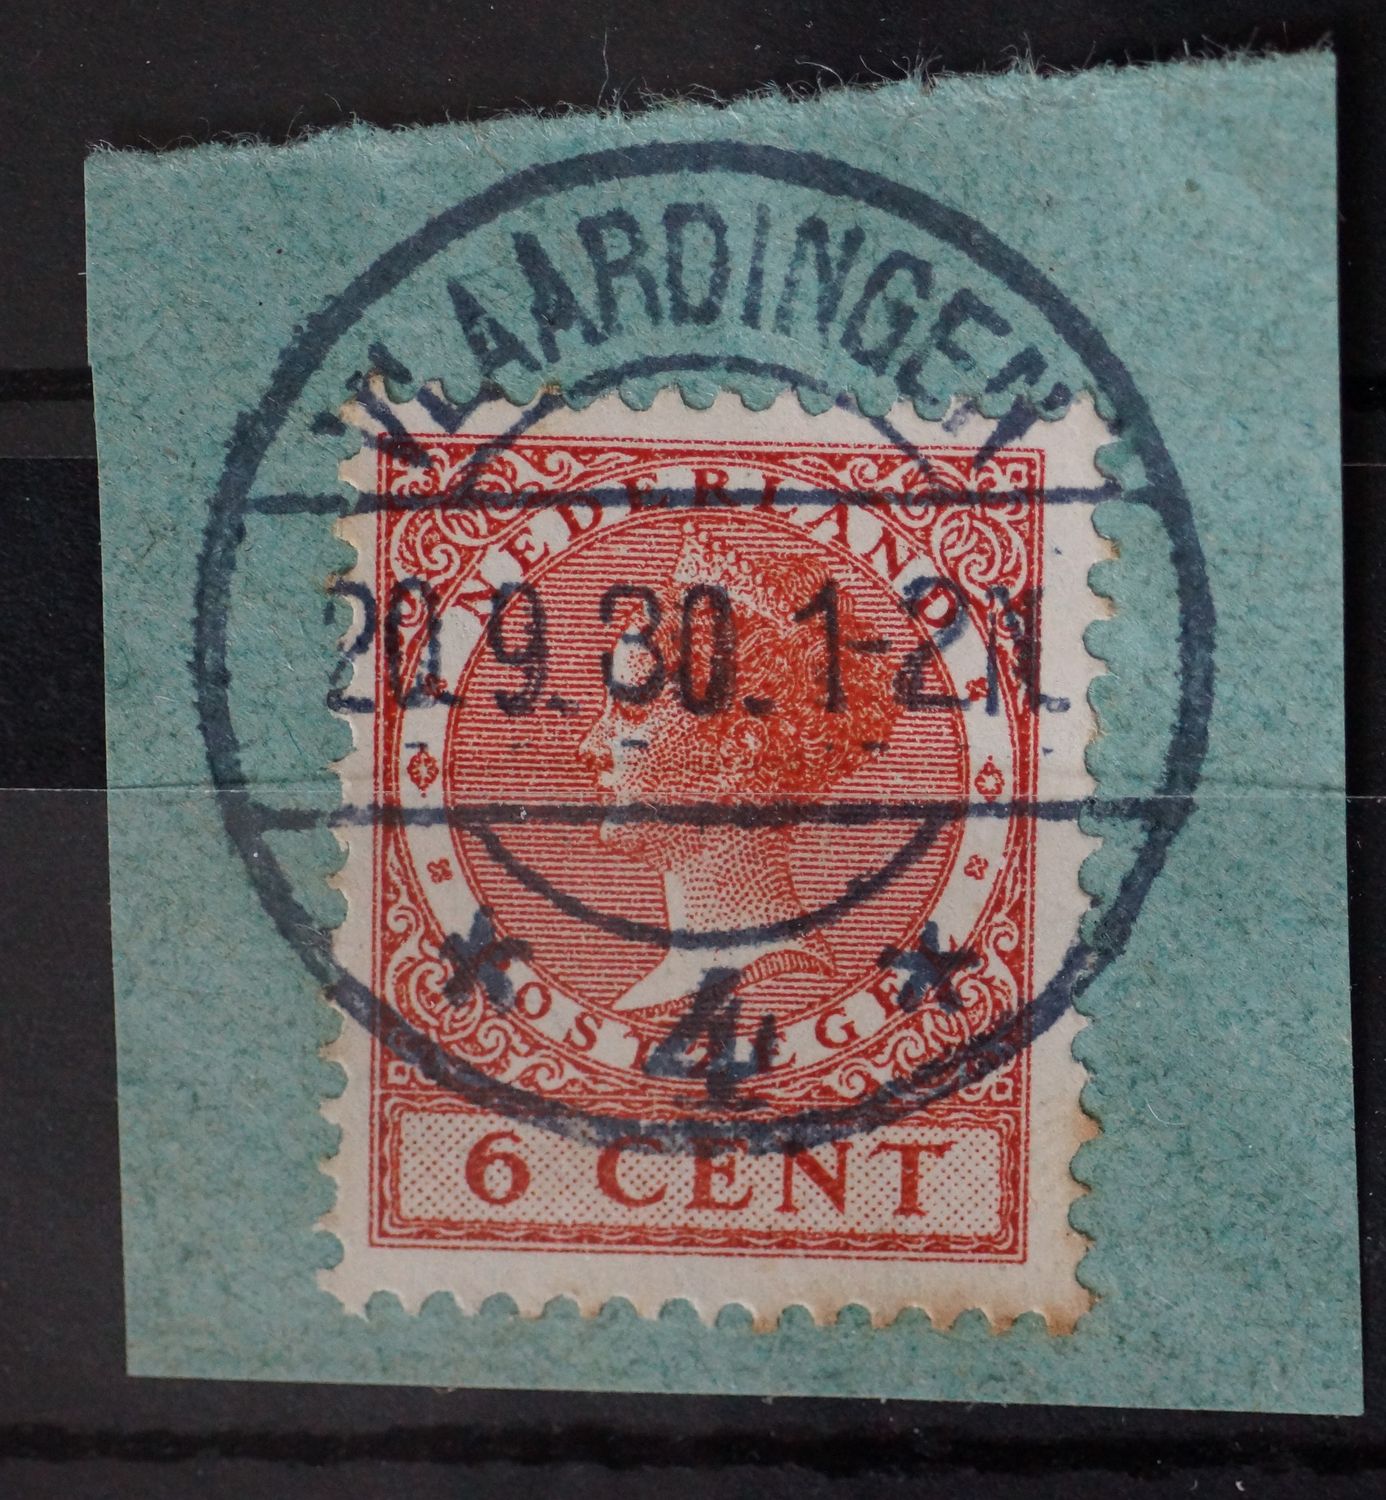 VLAARDINGEN
NEDERLAND
20.9.30.1-2N.
4
POSTZEGEL
6 CENT